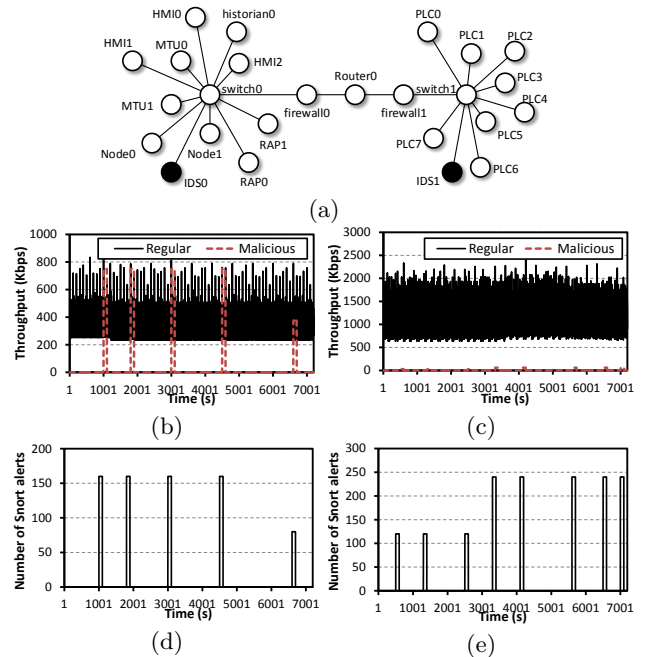 HMI0
historian0
PLC0
HMI1
MTU0
HMI2
PLC1
PLC2
switch0
Router0
switch1
PLC3
MTU1
firewall0
firewall1
PLC4
RAP1
PLC5
Node0
Node1
PLC7
IDS0
RAP0
IDS1
PLC6
(a)
Throughput (Kbps)
1000
800
600
400
200
0
Regular
Malicious
1 1001 2001 3001 4001 5001 6001 7001
Time (s)
(b)
Throughput (Kbps)
3000
2500
2000
1500
1000
500
0
Regular
Malicious
1 1001 2001 3001 4001 5001 6001 7001
Time (s)
(c)
Number of Snort alerts
200
150
100
50
0
1 1001 2001 3001 4001 5001 6001 7001
Time (s)
(d)
Number of Snort alerts
300
250
200
150
100
50
0
1 1001 2001 3001 4001 5001 6001 7001
Time (s)
(e)